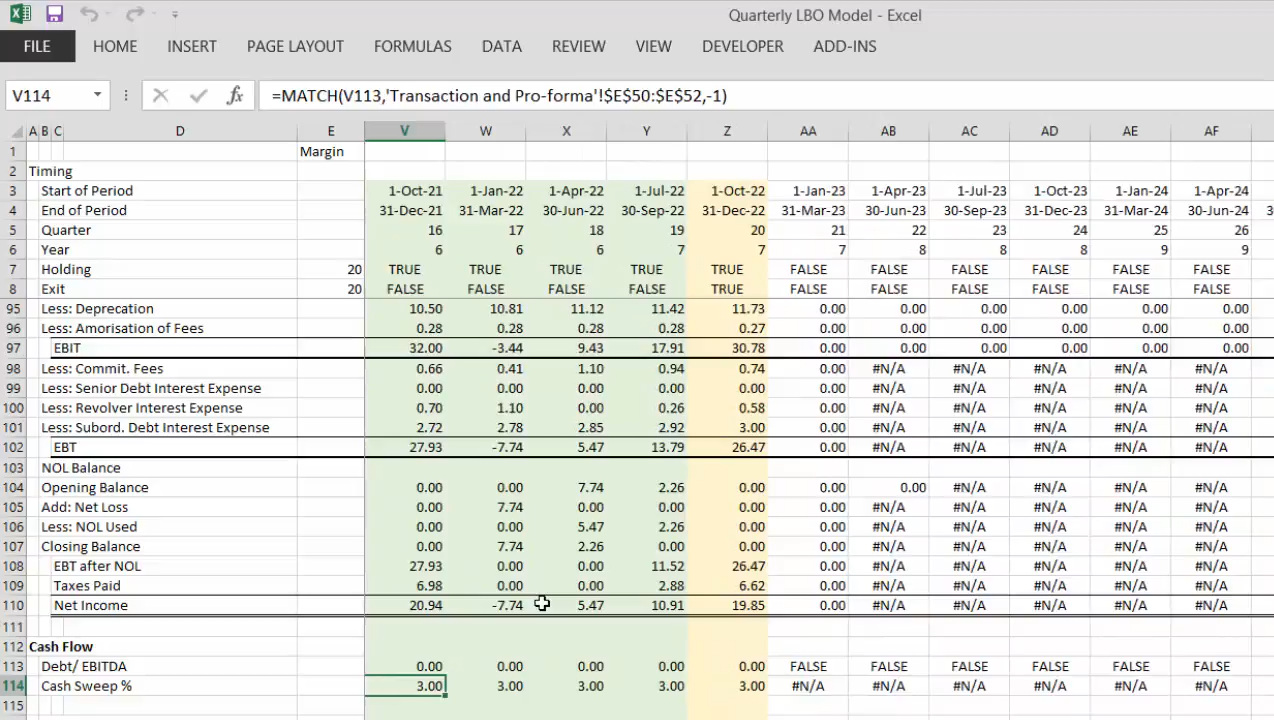 Quarterly LBO Model - Excel
FILE HOME INSERT PAGE LAYOUT FORMULAS DATA REVIEW VIEW DEVELOPER ADD-INS
V114 fx =MATCH(V113,'Transaction and Pro-forma'!$E$50:$E$52,-1)
A B C D E V W X Y Z AA AB AC AD AE AF
1 Margin
2 Timing
3 Start of Period 1-Oct-21 1-Jan-22 1-Apr-22 1-Jul-22 1-Oct-22 1-Jan-23 1-Apr-23 1-Jul-23 1-Oct-23 1-Jan-24 1-Apr-24
4 End of Period 31-Dec-21 31-Mar-22 30-Jun-22 30-Sep-22 31-Dec-22 31-Mar-23 30-Jun-23 30-Sep-23 31-Dec-23 31-Mar-24 30-Jun-24 30
5 Quarter 16 17 18 19 20 21 22 23 24 25 26
6 Year 6 6 6 7 7 7 8 8 8 9 9
7 Holding 20 TRUE TRUE TRUE TRUE TRUE FALSE FALSE FALSE FALSE FALSE FALSE
8 Exit 20 FALSE FALSE FALSE FALSE TRUE FALSE FALSE FALSE FALSE FALSE FALSE
95 Less: Deprecation 10.50 10.81 11.12 11.42 11.73 0.00 0.00 0.00 0.00 0.00 0.00
96 Less: Amorisation of Fees 0.28 0.28 0.28 0.28 0.27 0.00 0.00 0.00 0.00 0.00 0.00
97 EBIT 32.00 -3.44 9.43 17.91 30.78 0.00 0.00 0.00 0.00 0.00 0.00
98 Less: Commit. Fees 0.66 0.41 1.10 0.94 0.74 0.00 #N/A #N/A #N/A #N/A #N/A
99 Less: Senior Debt Interest Expense 0.00 0.00 0.00 0.00 0.00 0.00 #N/A #N/A #N/A #N/A #N/A
100 Less: Revolver Interest Expense 0.70 1.10 0.00 0.26 0.58 0.00 #N/A #N/A #N/A #N/A #N/A
101 Less: Subord. Debt Interest Expense 2.72 2.78 2.85 2.92 3.00 0.00 #N/A #N/A #N/A #N/A #N/A
102 EBT 27.93 -7.74 5.47 13.79 26.47 0.00 #N/A #N/A #N/A #N/A #N/A
103 NOL Balance
104 Opening Balance 0.00 0.00 7.74 2.26 0.00 0.00 0.00 #N/A #N/A #N/A #N/A
105 Add: Net Loss 0.00 7.74 0.00 0.00 0.00 0.00 #N/A #N/A #N/A #N/A #N/A
106 Less: NOL Used 0.00 0.00 5.47 2.26 0.00 0.00 #N/A #N/A #N/A #N/A #N/A
107 Closing Balance 0.00 7.74 2.26 0.00 0.00 0.00 #N/A #N/A #N/A #N/A #N/A
108 EBT after NOL 27.93 0.00 0.00 11.52 26.47 0.00 #N/A #N/A #N/A #N/A #N/A
109 Taxes Paid 6.98 0.00 0.00 2.88 6.62 0.00 #N/A #N/A #N/A #N/A #N/A
110 Net Income 20.94 -7.74 5.47 10.91 19.85 0.00 #N/A #N/A #N/A #N/A #N/A
111
112 Cash Flow
113 Debt/ EBITDA 0.00 0.00 0.00 0.00 0.00 FALSE FALSE FALSE FALSE FALSE FALSE
114 Cash Sweep % 3.00 3.00 3.00 3.00 3.00 #N/A #N/A #N/A #N/A #N/A #N/A
115